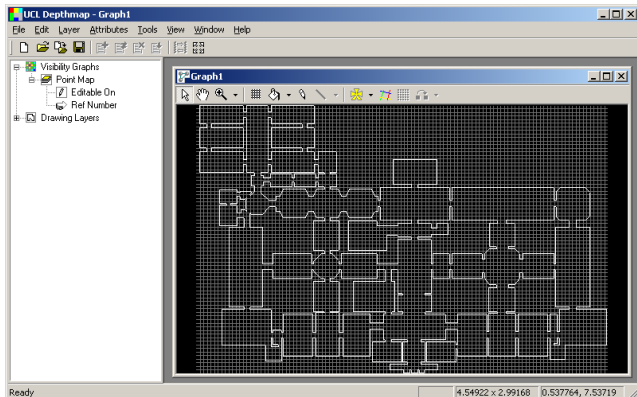 UCL Depthmap - Graph1
File Edit Layer Attributes Tools View Window Help
Visibility Graphs
Point Map
Editable On
Ref Number
Drawing Layers
Graph1
Ready
4.54922 x 2.99168 0.537764, 7.53719